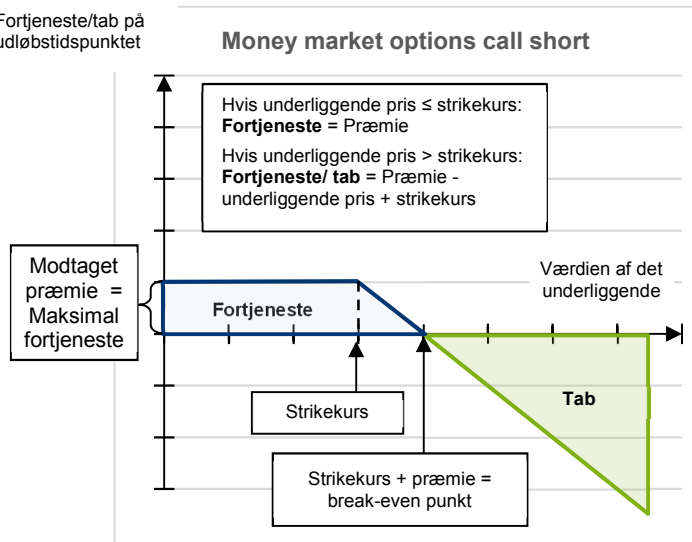 Fortjeneste/tab på
udløbstidspunktet
Money market options call short
Hvis underliggende pris ≤ strikekurs:
Fortjeneste = Præmie
Hvis underliggende pris > strikekurs:
Fortjeneste/ tab = Præmie -
underliggende pris + strikekurs
Modtaget
præmie =
Maksimal
fortjeneste
Værdien af det
underliggende
Fortjeneste
Tab
Strikekurs
Strikekurs + præmie =
break-even punkt